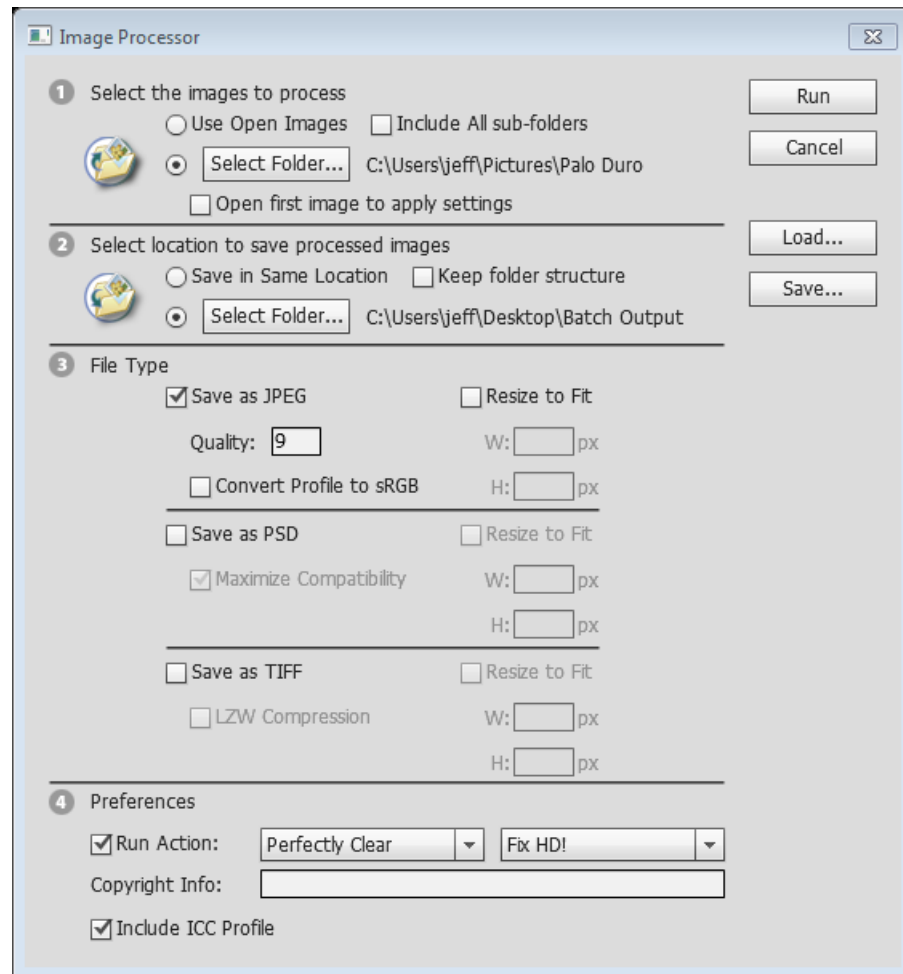 Image Processor
1 Select the images to process
Run
Use Open Images Include All sub-folders
Cancel
Select Folder... C:\Users\jeff\Pictures\Palo Duro
Open first image to apply settings
2 Select location to save processed images
Load...
Save in Same Location Keep folder structure
Save...
Select Folder... C:\Users\jeff\Desktop\Batch Output
3 File Type
Save as JPEG Resize to Fit
Quality: 9 W: px
Convert Profile to sRGB H: px
Save as PSD Resize to Fit
Maximize Compatibility W: px
H: px
Save as TIFF Resize to Fit
LZW Compression W: px
H: px
4 Preferences
Run Action: Perfectly Clear Fix HD!
Copyright Info:
Include ICC Profile